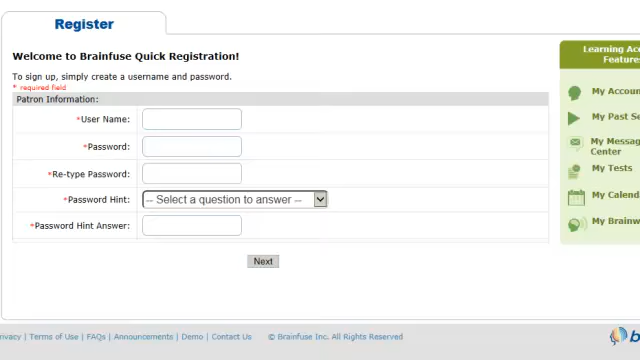 Register
Welcome to Brainfuse Quick Registration!
To sign up, simply create a username and password.
* required field
Patron Information:
*User Name:
*Password:
*Re-type Password:
*Password Hint: -- Select a question to answer --
*Password Hint Answer:
Next
Learning Acc
Features
My Accoun
My Past Se
My Messag
Center
My Tests
My Calend
My Brainw
rivacy | Terms of Use | FAQs | Announcements | Demo | Contact Us © Brainfuse Inc. All Rights Reserved
b